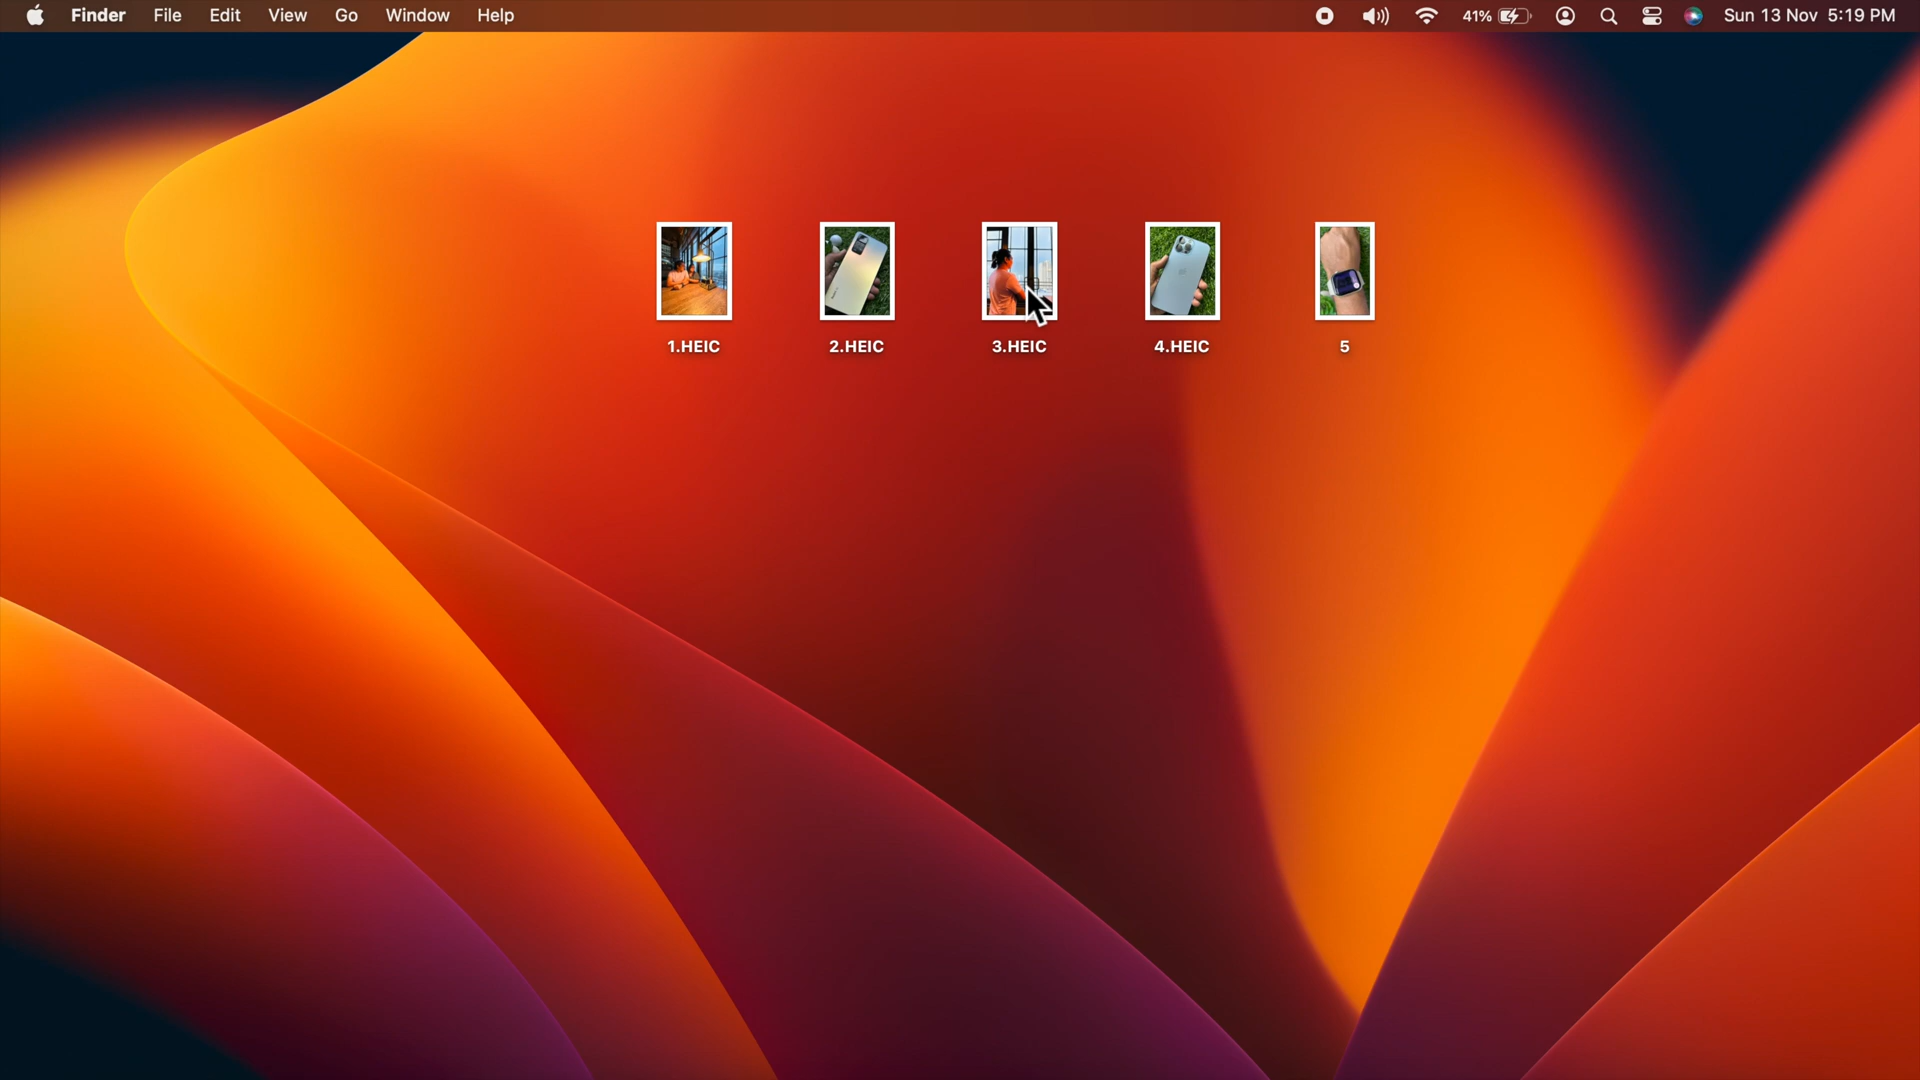 Finder File Edit View Go Window Help 41% Sun 13 Nov 5:19 PM
1.HEIC 2.HEIC 3.HEIC 4.HEIC 5